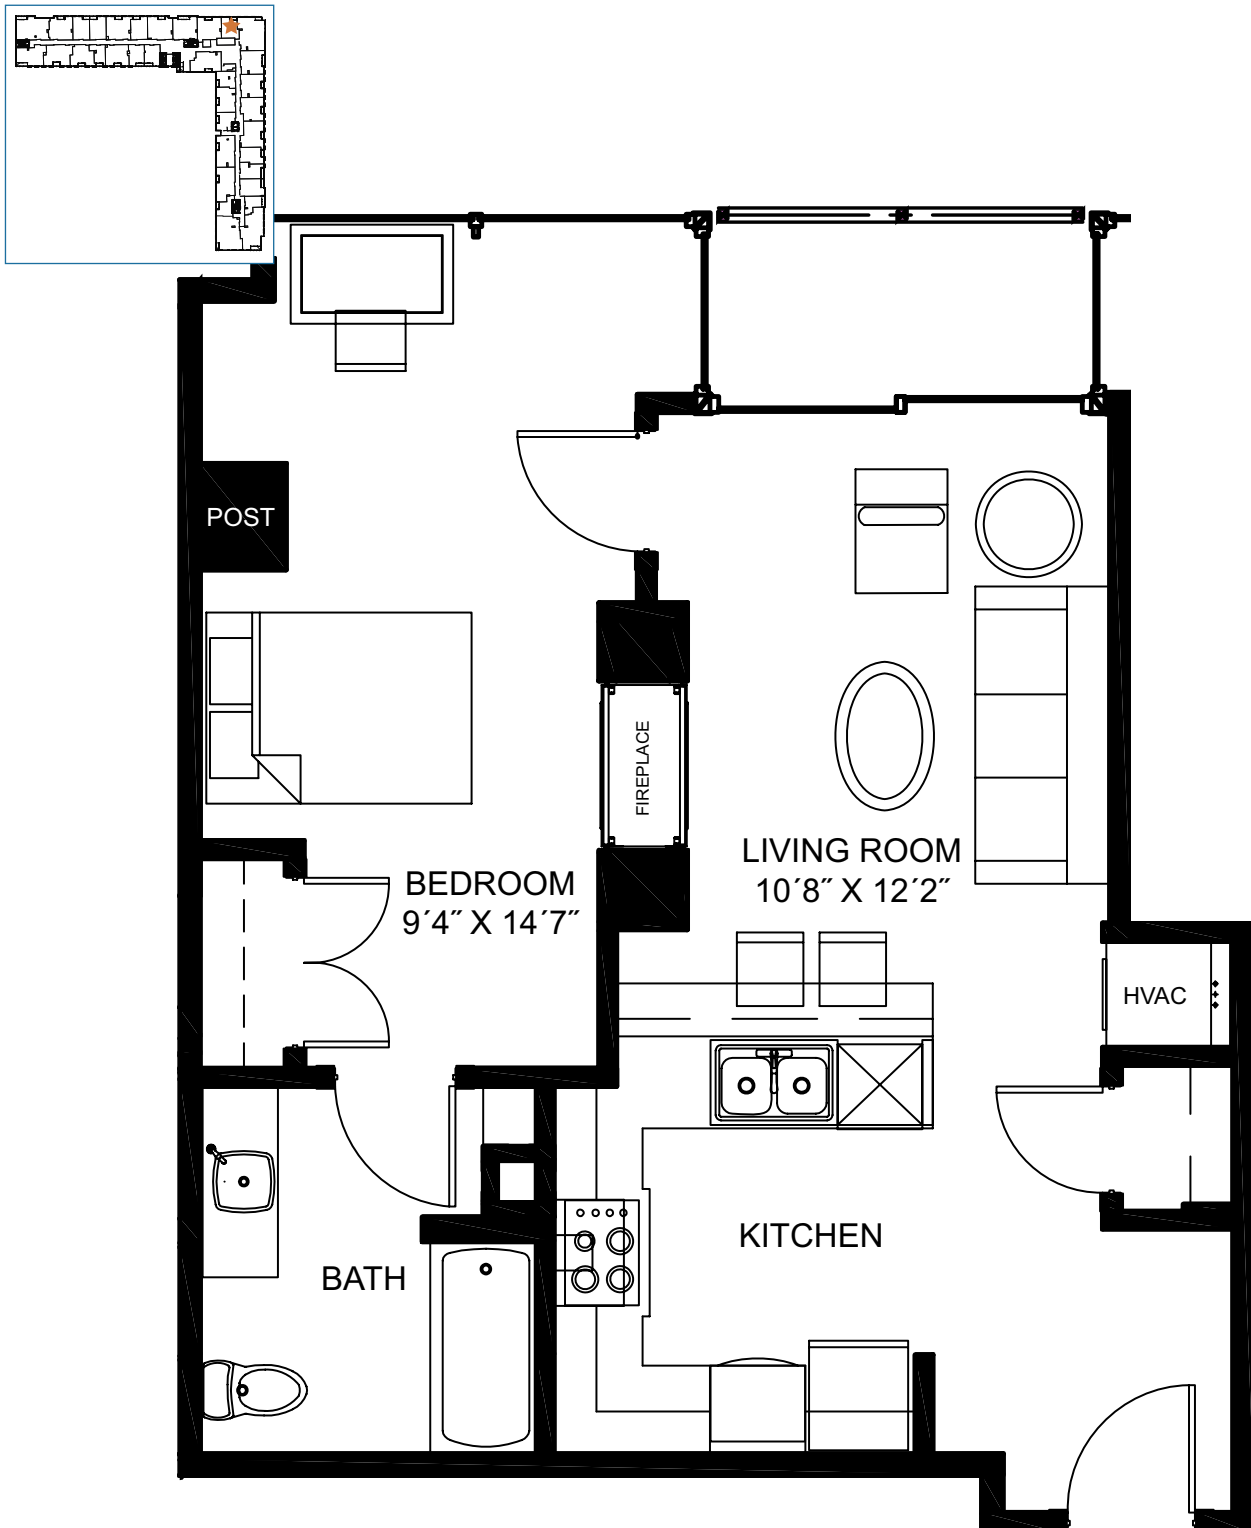 POST
FIREPLACE
LIVING ROOM
10´8˝ X 12´2˝
BEDROOM
9´4˝ X 14´7˝
HVAC
KITCHEN
BATH